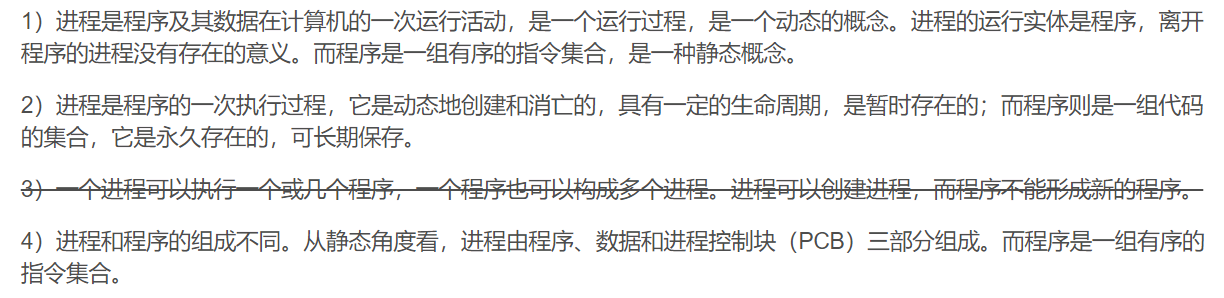 1）进程是程序及其数据在计算机的一次运行活动，是一个运行过程，是一个动态的概念。进程的运行实体是程序，离开
程序的进程没有存在的意义。而程序是一组有序的指令集合，是一种静态概念。
2）进程是程序的一次执行过程，它是动态地创建和消亡的，具有一定的生命周期，是暂时存在的；而程序则是一组代码
的集合，它是永久存在的，可长期保存。
3）一个进程可以执行一个或几个程序，一个程序也可以构成多个进程。进程可以创建进程，而程序不能形成新的程序。
4）进程和程序的组成不同。从静态角度看，进程由程序、数据和进程控制块（PCB）三部分组成。而程序是一组有序的
指令集合。